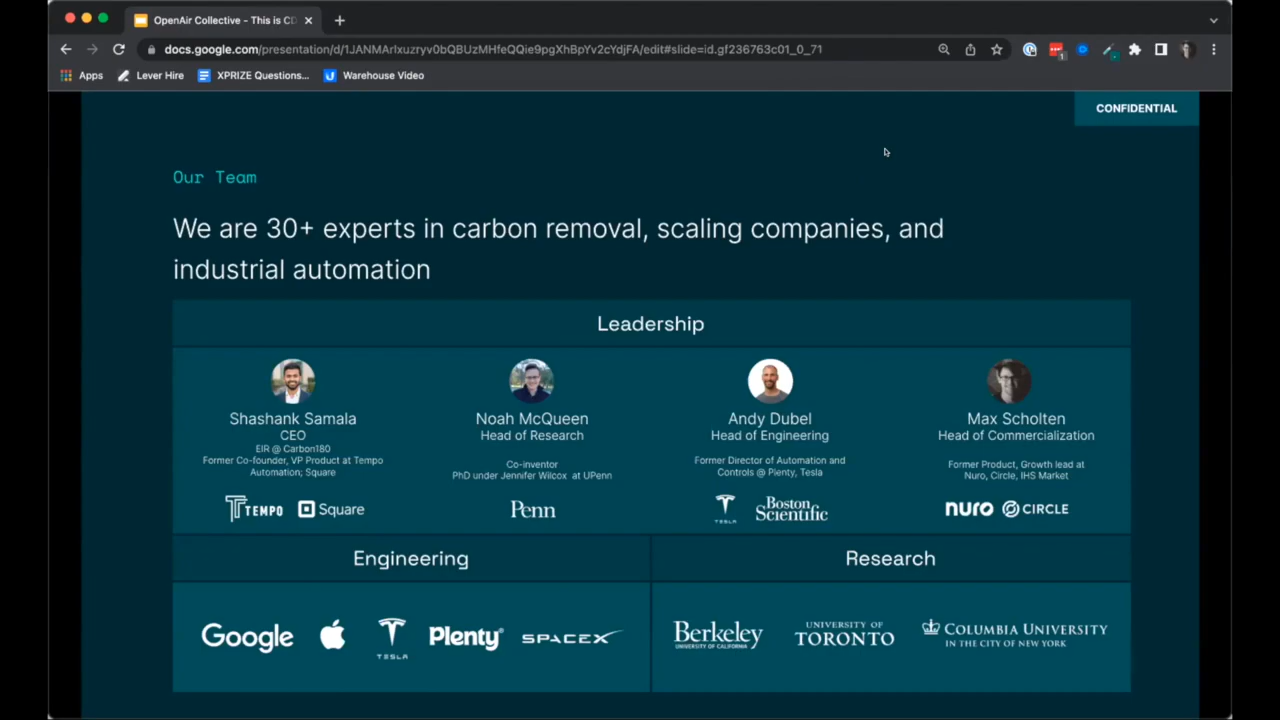 OpenAir Collective - This is CD
docs.google.com/presentation/d/1JANMArIxuzryv0bQBUzMHfeQQie9pgXhBpYv2cYdjFA/edit#slide=id.gf236763c01_0_71
1
Apps Lever Hire XPRIZE Questions... Warehouse Video
CONFIDENTIAL
Our Team
We are 30+ experts in carbon removal, scaling companies, and
industrial automation
Leadership
Shashank Samala
CEO
EIR @ Carbon180
Former Co-founder, VP Product at Tempo
Automation; Square
TEMPO Square
Noah McQueen
Head of Research
Co-inventor
PhD under Jennifer Wilcox at UPenn
Penn
Andy Dubel
Head of Engineering
Former Director of Automation and
Controls @ Plenty, Tesla
TESLA Boston
Scientific
Max Scholten
Head of Commercialization
Former Product, Growth lead at
Nuro, Circle, IHS Market
nuro CIRCLE
Engineering
Google TESLA Plenty SPACEX
Research
Berkeley
UNIVERSITY OF CALIFORNIA
UNIVERSITY OF
TORONTO
COLUMBIA UNIVERSITY
IN THE CITY OF NEW YORK